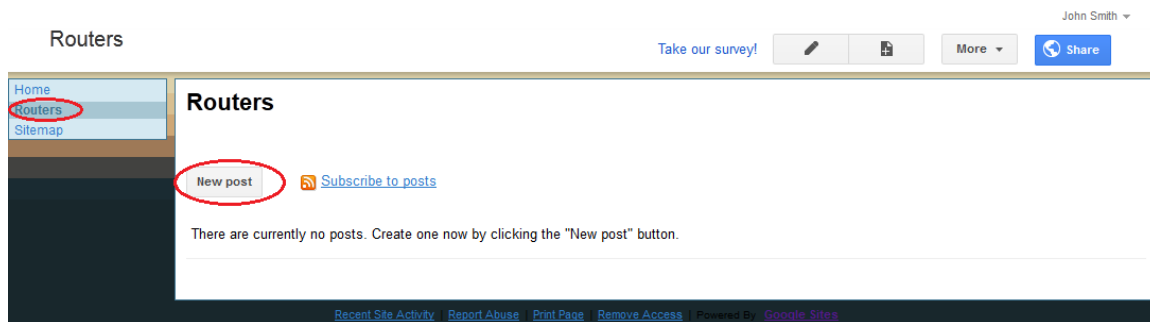 John Smith
Routers
Take our survey!
More
Share
Home
Routers
Sitemap
Routers
New post
Subscribe to posts
There are currently no posts. Create one now by clicking the "New post" button.
Recent Site Activity | Report Abuse | Print Page | Remove Access | Powered By Google Sites